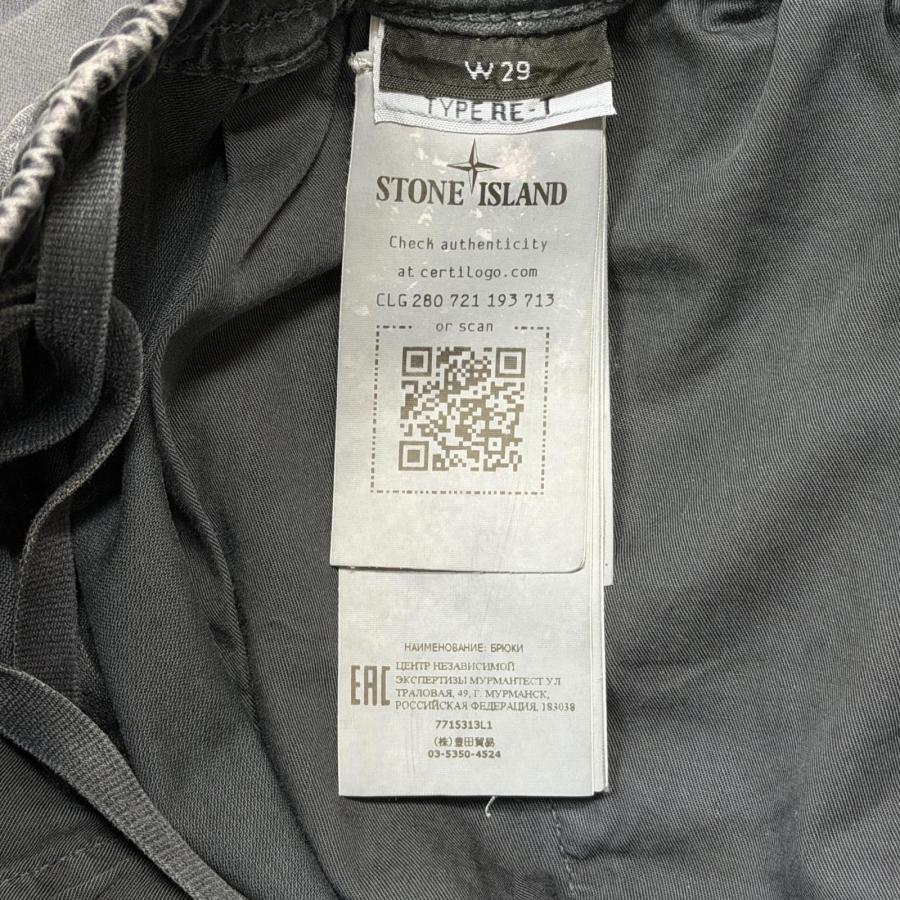 W 29
TYPE RE-T
STONE ISLAND
Check authenticity
at certilogo.com
CLG 280 721 193 713
or scan
НАИМЕНОВАНИЕ: БРЮКИ
EAC
ЦЕНТР НЕЗАВИСИМОЙ
ЭКСПЕРТИЗЫ МУРМАНТЕСТ УЛ
ТРАЛОВАЯ, 49, Г. МУРМАНСК,
РОССИЙСКАЯ ФЕДЕРАЦИЯ, 183038
7715313L1
(株)豊田貿易
03-5350-4524